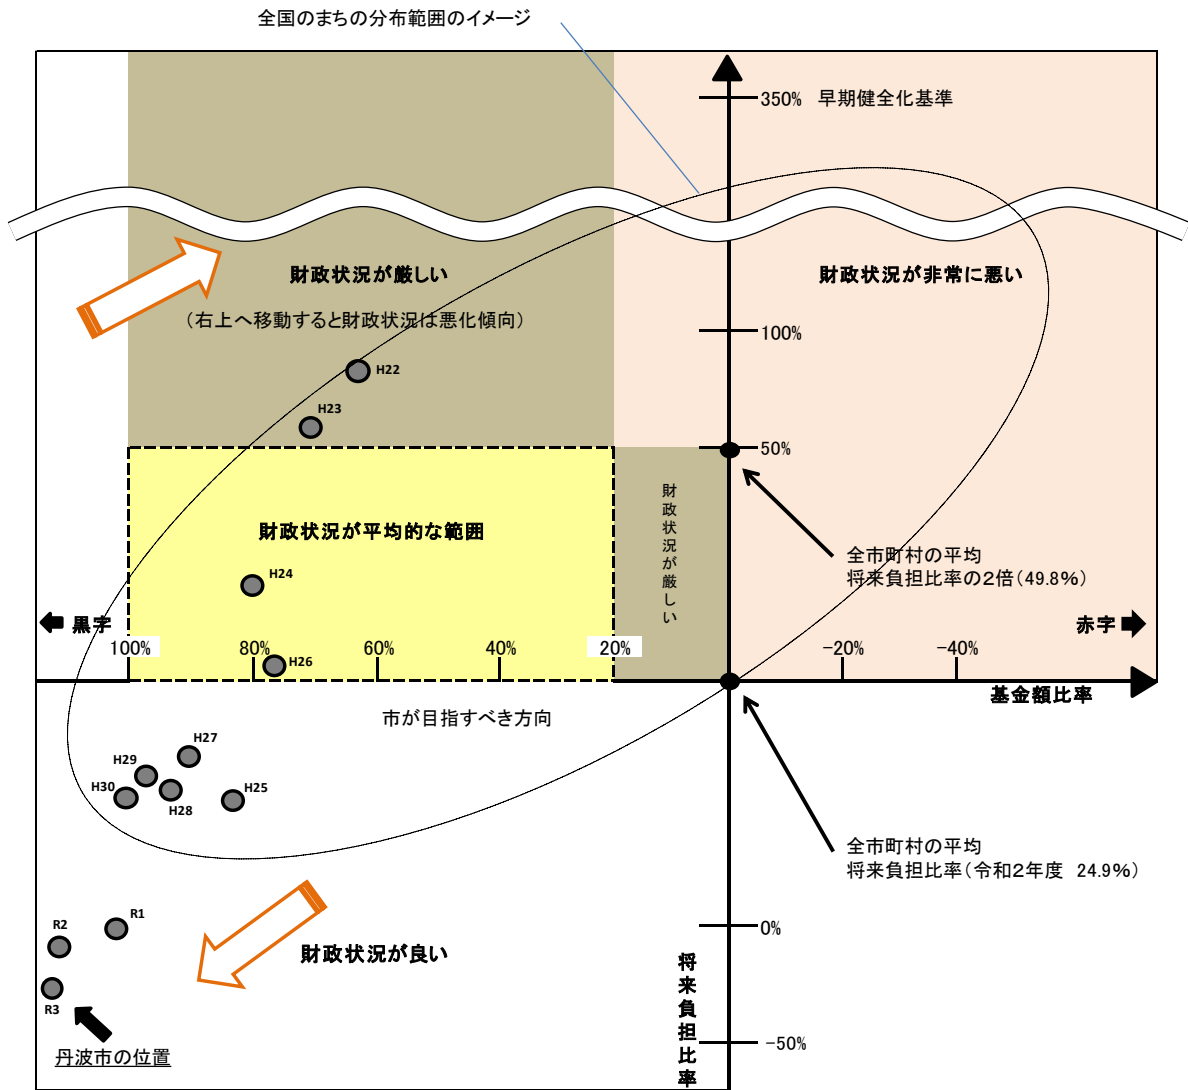 全国のまちの分布範囲のイメージ
350% 早期健全化基準
財政状況が厳しい
財政状況が非常に悪い
(右上へ移動すると財政状況は悪化傾向)
100%
H22
H23
50%
財政状況が厳しい
財政状況が平均的な範囲
全市町村の平均
将来負担比率の2倍(49.8%)
H24
黒字
赤字
100%
80%
60%
40%
20%
-20%
-40%
H26
基金額比率
市が目指すべき方向
H27
H29
H30
H28
H25
全市町村の平均
将来負担比率(令和2年度 24.9%)
R1
R2
0%
財政状況が良い
将来負担比率
R3
-50%
丹波市の位置